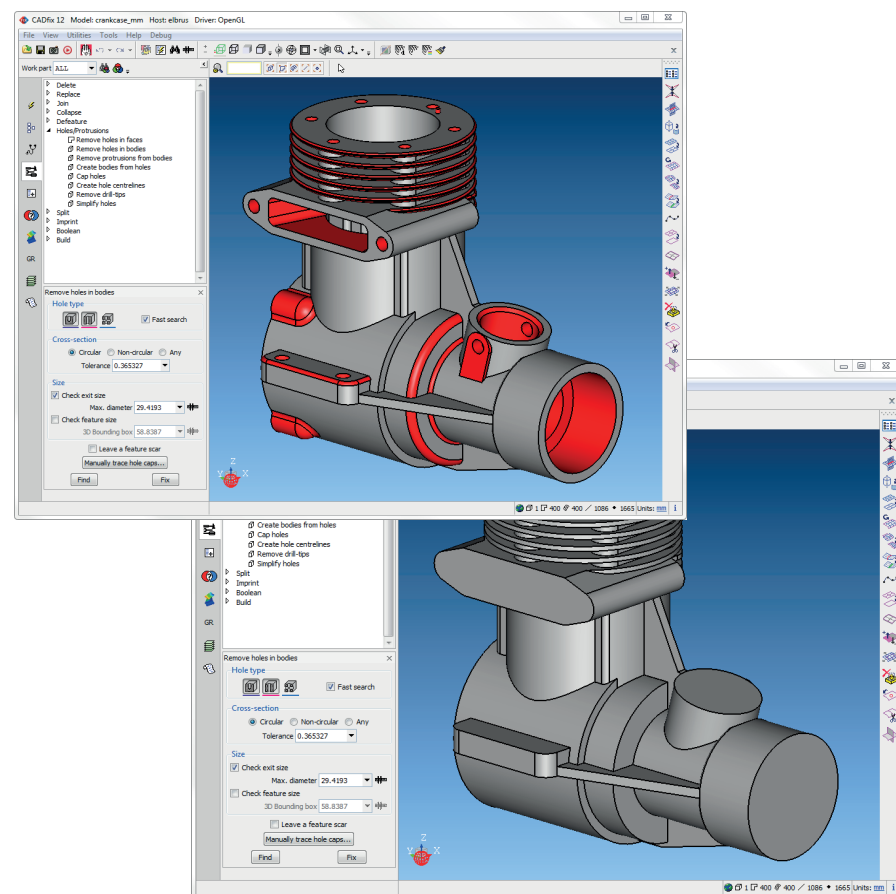 CADfix 12 Model: crankcase_mm Host: elbrus Driver: OpenGL
File View Utilities Tools Help Debug
Work part ALL
Delete
Replace
Join
Collapse
Defeature
Holes/Protrusions
Remove holes in faces
Remove holes in bodies
Remove protrusions from bodies
Create bodies from holes
Cap holes
Create hole centrelines
Remove drill-tips
Simplify holes
Split
Imprint
Boolean
Build
GR
Remove holes in bodies
Hole type
Fast search
Cross-section
Circular Non-circular Any
Tolerance 0.365327
Size
Check exit size
Max. diameter 29.4193
Check feature size
3D Bounding box 58.8387
Leave a feature scar
Manually trace hole caps...
Find Fix
Z
Y X
1 400 400 1086 1665 Units: mm i
Create bodies from holes
Cap holes
Create hole centrelines
Remove drill-tips
Simplify holes
Split
Imprint
Boolean
Build
GR
Remove holes in bodies
Hole type
Fast search
Cross-section
Circular Non-circular Any
Tolerance 0.365327
Size
Check exit size
Max. diameter 29.4193
Check feature size
3D Bounding box 58.8387
Leave a feature scar
Manually trace hole caps...
Find Fix
Z
Y X
1 400 400 1086 1665 Units: mm i